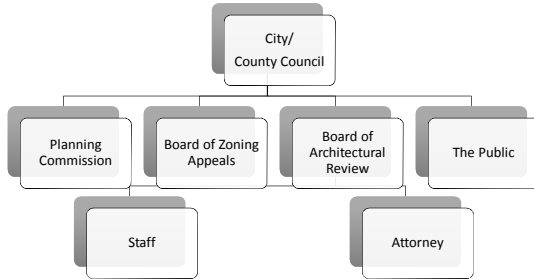 City/
County Council
Planning
Commission
Board of Zoning
Appeals
Board of
Architectural
Review
The Public
Staff
Attorney